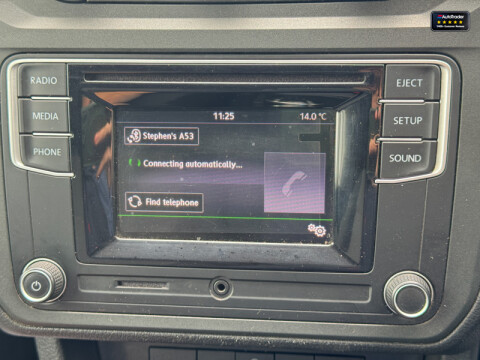 AutoTrader
RADIO
MEDIA
PHONE
11:25
14.0 °C
Stephen's A53
Connecting automatically...
Find telephone
EJECT
SETUP
SOUND